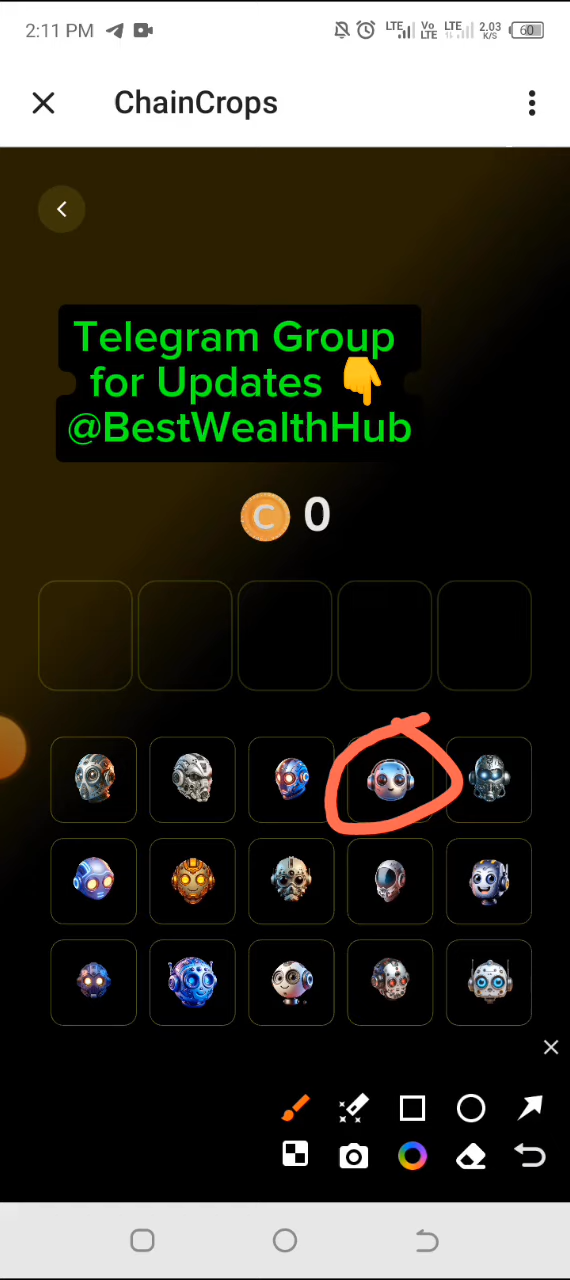 2:11 PM LTE Vo LTE LTE 2.03 K/S 60
ChainCrops
Telegram Group
for Updates 👇
@BestWealthHub
C 0